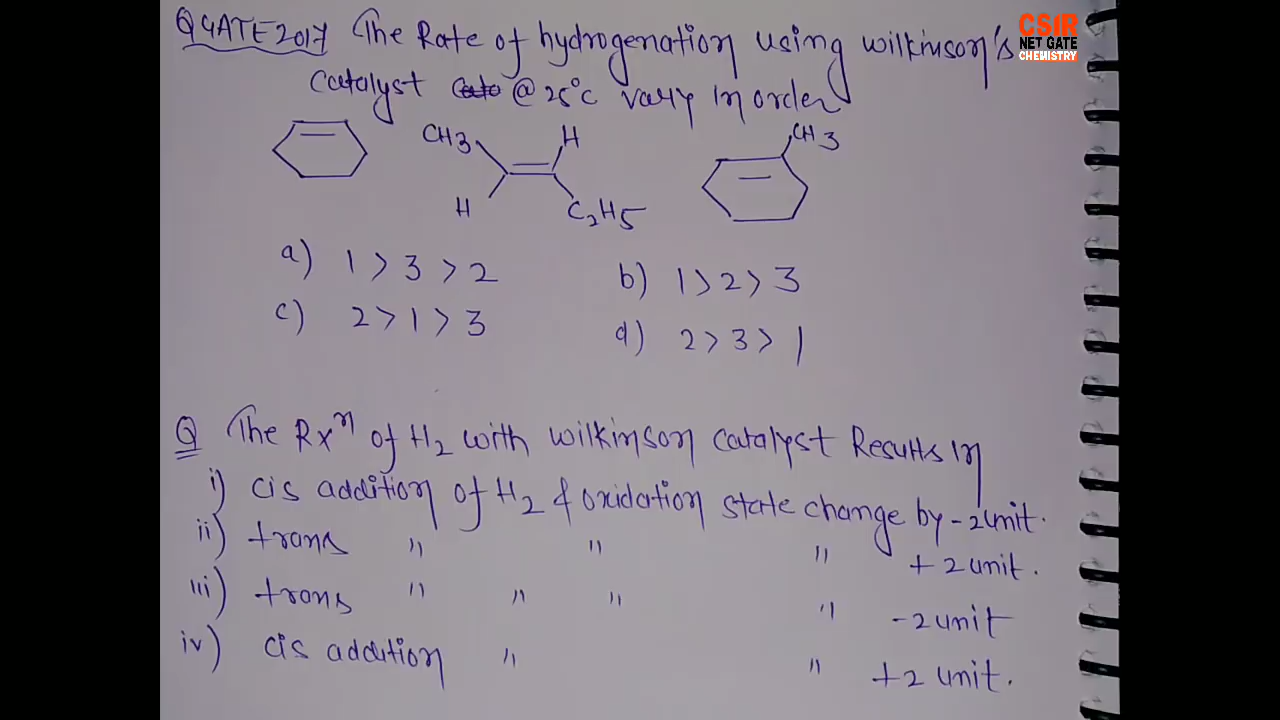 Q GATE 2017 The Rate of hydrogenation using wilkinson's
CSIR
NET GATE
CHEMISTRY
Catalyst @ 25°C vary in order
CH3 H CH3
H C2H5
a) 1 > 3 > 2 b) 1 > 2 > 3
c) 2 > 1 > 3 d) 2 > 3 > 1
Q The Rxn of H2 with wilkinson catalyst Results in
i) cis addition of H2 & oxidation state change by - 2 unit.
ii) trans " " " + 2 unit.
iii) trans " " " " - 2 unit
iv) cis addition " " + 2 unit.